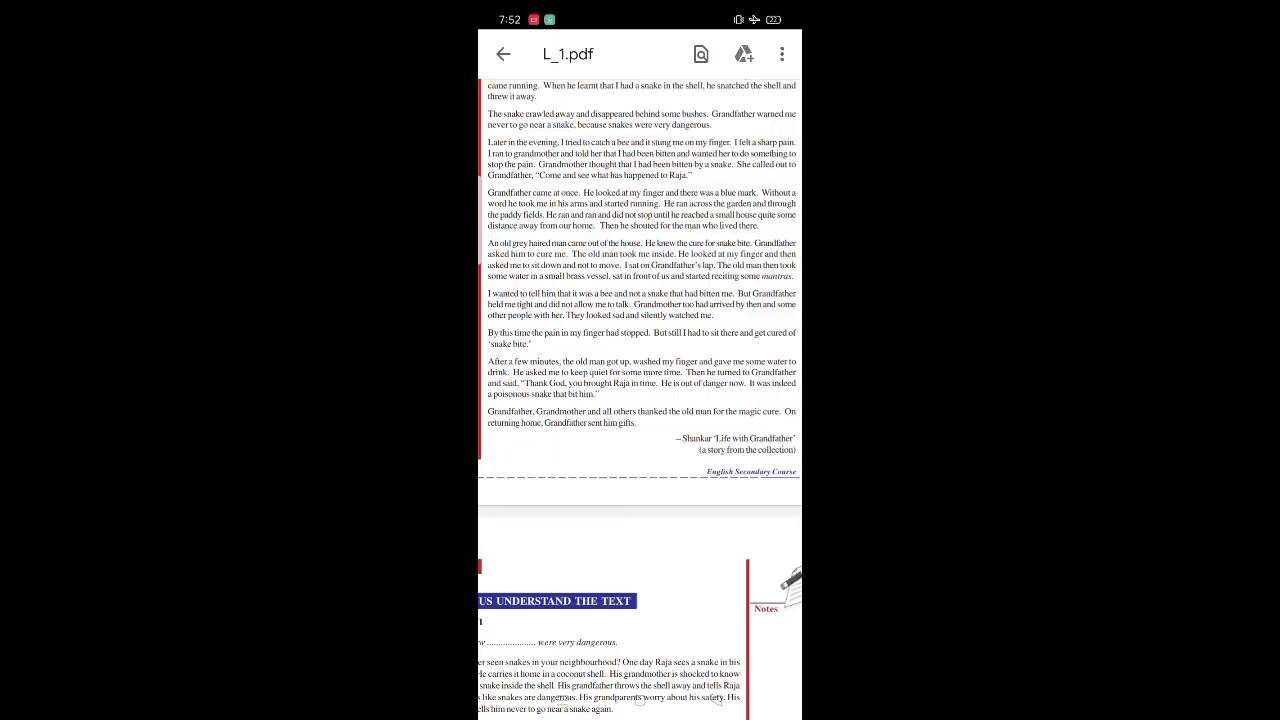 7:52
22
L_1.pdf
came running. When he learnt that I had a snake in the shell, he snatched the shell and
threw it away.
The snake crawled away and disappeared behind some bushes. Grandfather warned me
never to go near a snake, because snakes were very dangerous.
Later in the evening, I tried to catch a bee and it stung me on my finger. I felt a sharp pain.
I ran to grandmother and told her that I had been bitten and wanted her to do something to
stop the pain. Grandmother thought that I had been bitten by a snake. She called out to
Grandfather, “Come and see what has happened to Raja.”
Grandfather came at once. He looked at my finger and there was a blue mark. Without a
word he took me in his arms and started running. He ran across the garden and through
the paddy fields. He ran and ran and did not stop until he reached a small house quite some
distance away from our home. Then he shouted for the man who lived there.
An old grey haired man came out of the house. He knew the cure for snake bite. Grandfather
asked him to cure me. The old man took me inside. He looked at my finger and then
asked me to sit down and not to move. I sat on Grandfather’s lap. The old man then took
some water in a small brass vessel, sat in front of us and started reciting some mantras.
I wanted to tell him that it was a bee and not a snake that had bitten me. But Grandfather
held me tight and did not allow me to talk. Grandmother too had arrived by then and some
other people with her. They looked sad and silently watched me.
By this time the pain in my finger had stopped. But still I had to sit there and get cured of
‘snake bite.’
After a few minutes, the old man got up, washed my finger and gave me some water to
drink. He asked me to keep quiet for some more time. Then he turned to Grandfather
and said, “Thank God, you brought Raja in time. He is out of danger now. It was indeed
a poisonous snake that bit him.”
Grandfather, Grandmother and all others thanked the old man for the magic cure. On
returning home, Grandfather sent him gifts.
– Shankar ‘Life with Grandfather’
(a story from the collection)
English Secondary Course
US UNDERSTAND THE TEXT
Notes
1
w ..................... were very dangerous.
er seen snakes in your neighbourhood? One day Raja sees a snake in his
He carries it home in a coconut shell. His grandmother is shocked to know
snake inside the shell. His grandfather throws the shell away and tells Raja
s like snakes are dangerous. His grandparents worry about his safety. His
ells him never to go near a snake again.